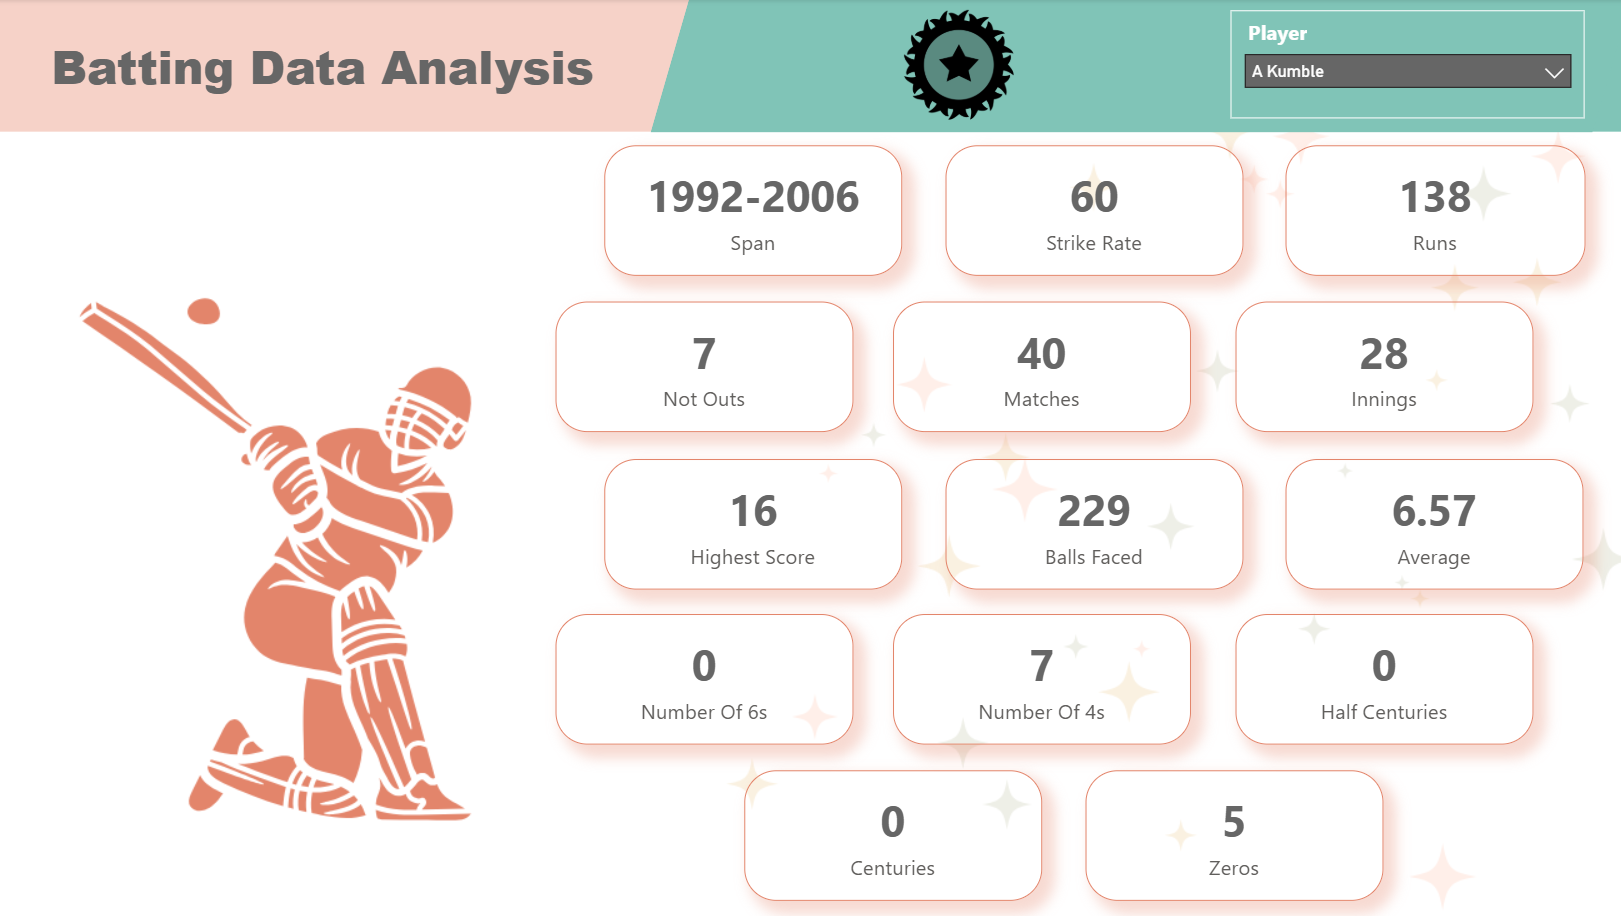 Batting Data Analysis
Player
A Kumble
1992-2006
Span
60
Strike Rate
138
Runs
7
Not Outs
40
Matches
28
Innings
16
Highest Score
229
Balls Faced
6.57
Average
0
Number Of 6s
7
Number Of 4s
0
Half Centuries
0
Centuries
5
Zeros